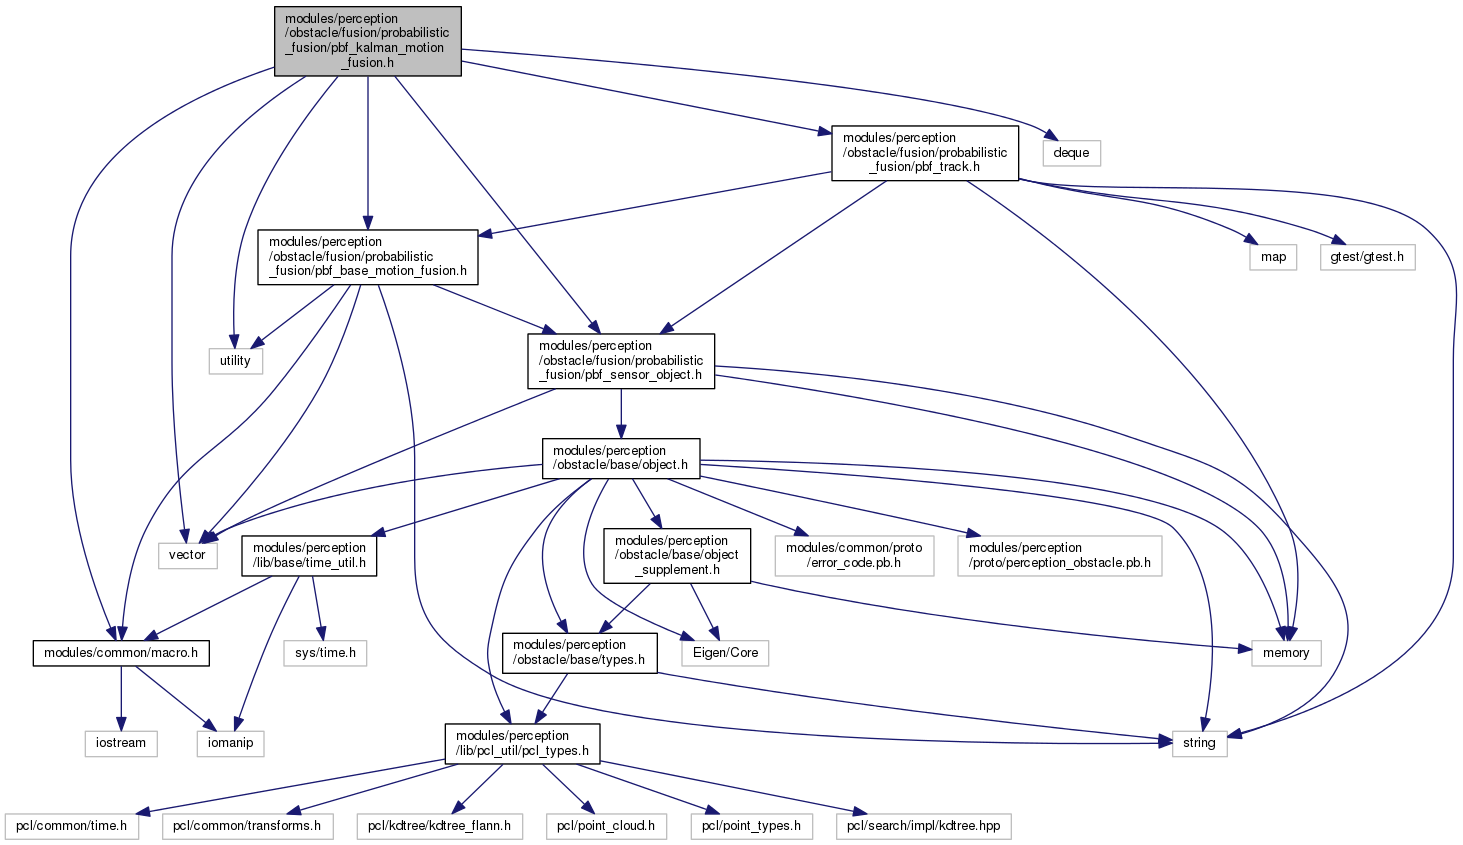 modules/perception
/obstacle/fusion/probabilistic
_fusion/pbf_kalman_motion
_fusion.h
modules/perception
/obstacle/fusion/probabilistic
_fusion/pbf_track.h
deque
modules/perception
/obstacle/fusion/probabilistic
_fusion/pbf_base_motion_fusion.h
map
gtest/gtest.h
utility
modules/perception
/obstacle/fusion/probabilistic
_fusion/pbf_sensor_object.h
modules/perception
/obstacle/base/object.h
vector
modules/perception
/lib/base/time_util.h
modules/perception
/obstacle/base/object
_supplement.h
modules/common/proto
/error_code.pb.h
modules/perception
/proto/perception_obstacle.pb.h
modules/common/macro.h
sys/time.h
modules/perception
/obstacle/base/types.h
Eigen/Core
memory
iostream
iomanip
modules/perception
/lib/pcl_util/pcl_types.h
string
pcl/common/time.h
pcl/common/transforms.h
pcl/kdtree/kdtree_flann.h
pcl/point_cloud.h
pcl/point_types.h
pcl/search/impl/kdtree.hpp